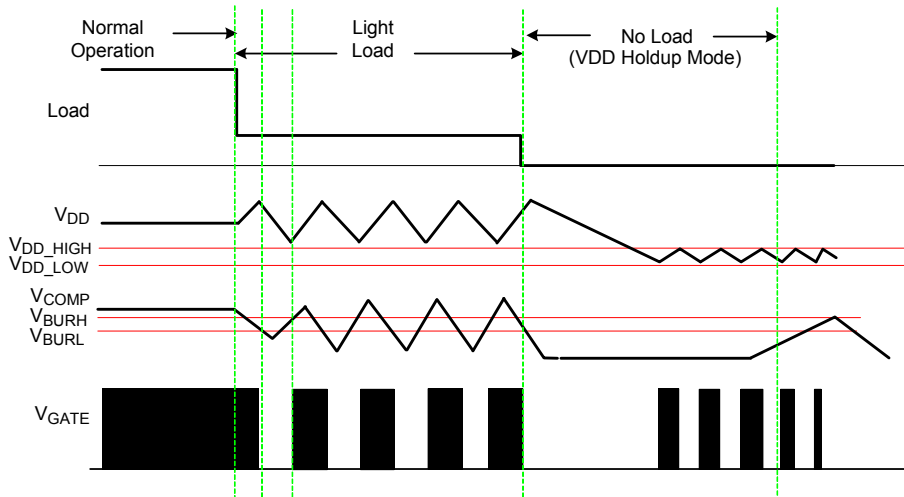 Normal
Operation
Light
Load
No Load
(VDD Holdup Mode)
Load
VDD
VDD_HIGH
VDD_LOW
VCOMP
VBURH
VBURL
VGATE